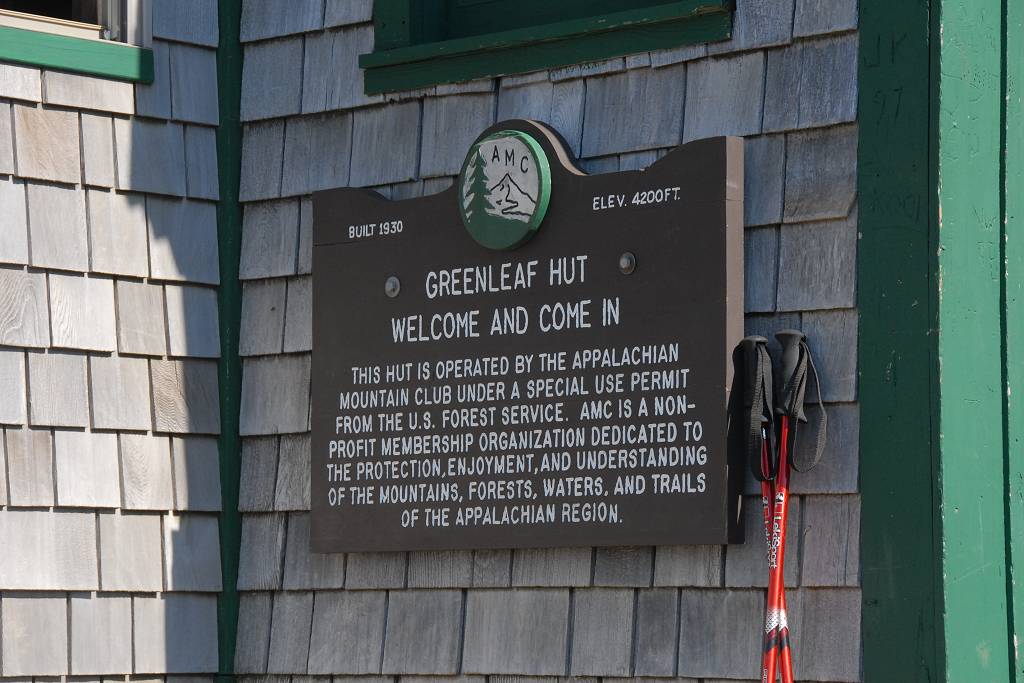 AMC
BUILT 1930
ELEV. 4200FT.
GREENLEAF HUT
WELCOME AND COME IN
THIS HUT IS OPERATED BY THE APPALACHIAN
MOUNTAIN CLUB UNDER A SPECIAL USE PERMIT
FROM THE U.S. FOREST SERVICE. AMC IS A NON-
PROFIT MEMBERSHIP ORGANIZATION DEDICATED TO
THE PROTECTION, ENJOYMENT, AND UNDERSTANDING
OF THE MOUNTAINS, FORESTS, WATERS, AND TRAILS
OF THE APPALACHIAN REGION.
JK
97